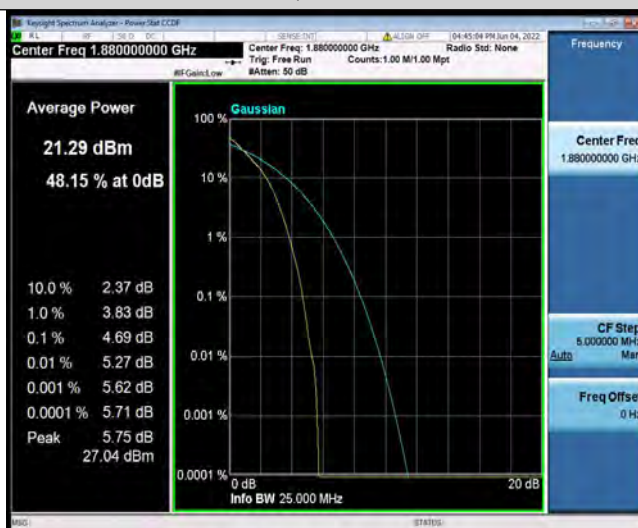 Keysight Spectrum Analyzer - Power Stat CCDF
RL RF 50 Ω DC SENSE:INT ALIGN OFF 04:45:04 PM Jun 04, 2022
Center Freq 1.880000000 GHz
Center Freq: 1.880000000 GHz Radio Std: None
Trig: Free Run Counts:1.00 M/1.00 Mpt
#IFGain:Low #Atten: 50 dB
Frequency
Average Power
21.29 dBm
48.15 % at 0dB
10.0 % 2.37 dB
1.0 % 3.83 dB
0.1 % 4.69 dB
0.01 % 5.27 dB
0.001 % 5.62 dB
0.0001 % 5.71 dB
Peak 5.75 dB
27.04 dBm
Gaussian
100 %
10 %
1 %
0.1 %
0.01 %
0.001 %
0.0001 %
0 dB 20 dB
Info BW 25.000 MHz
Center Freq
1.880000000 GHz
CF Step
5.000000 MHz
Auto Man
Freq Offset
0 Hz
MSG STATUS